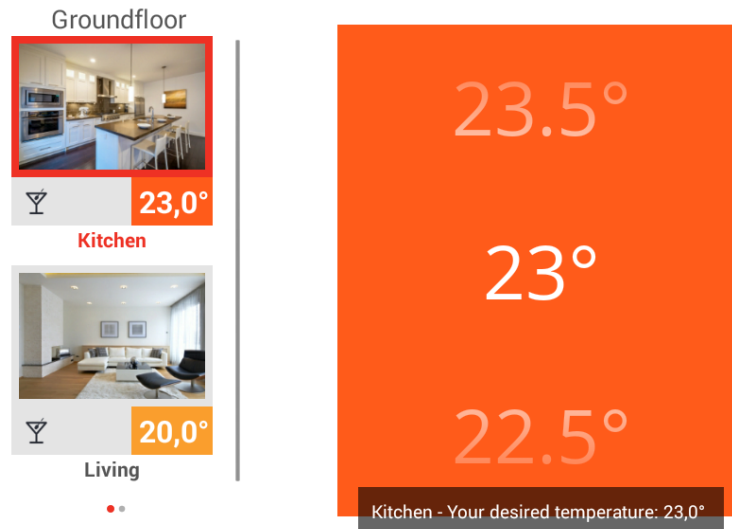 Groundfloor
23,0°
Kitchen
20,0°
Living
23.5°
23°
22.5°
Kitchen - Your desired temperature: 23,0°